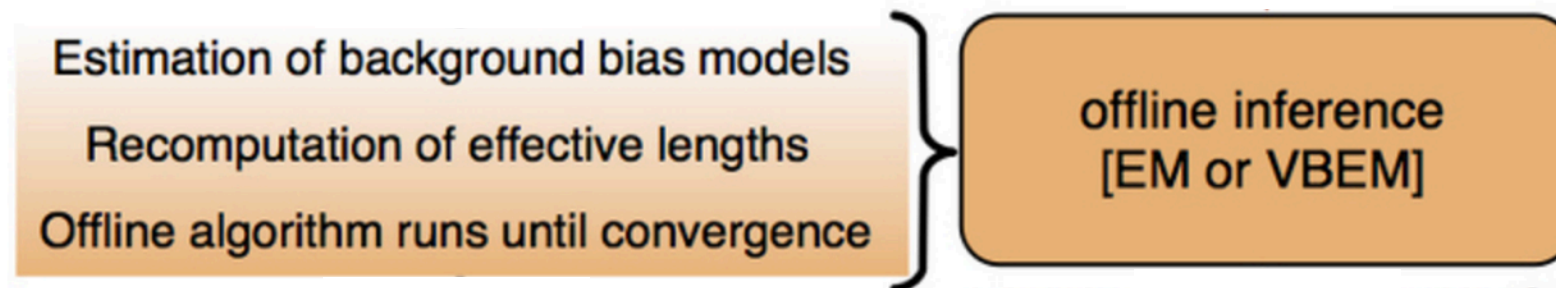 Estimation of background bias models
Recomputation of effective lengths
Offline algorithm runs until convergence
offline inference
[EM or VBEM]